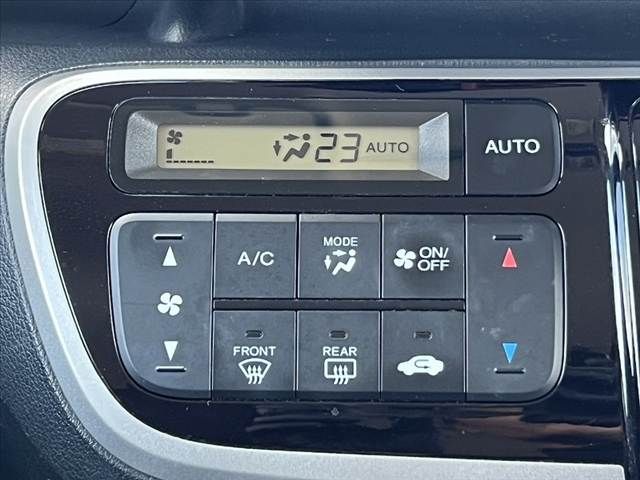 23 AUTO
AUTO
A/C
MODE
ON/
OFF
FRONT
REAR